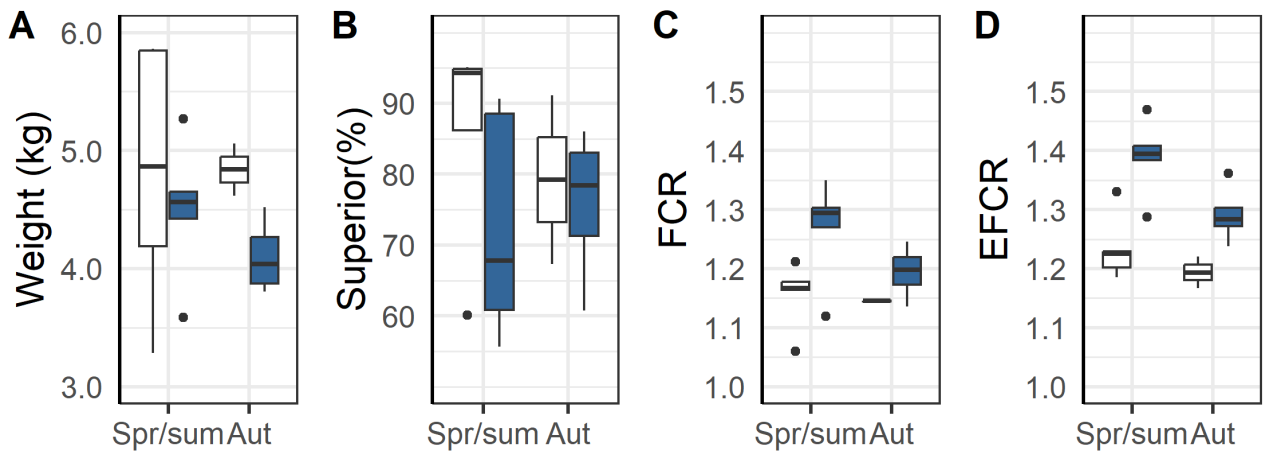 A
Weight (kg)
6.0
5.0
4.0
3.0
Spr/sum Aut
B
Superior(%)
90
80
70
60
Spr/sum Aut
C
FCR
1.5
1.4
1.3
1.2
1.1
1.0
Spr/sum Aut
D
EFCR
1.5
1.4
1.3
1.2
1.1
1.0
Spr/sum Aut